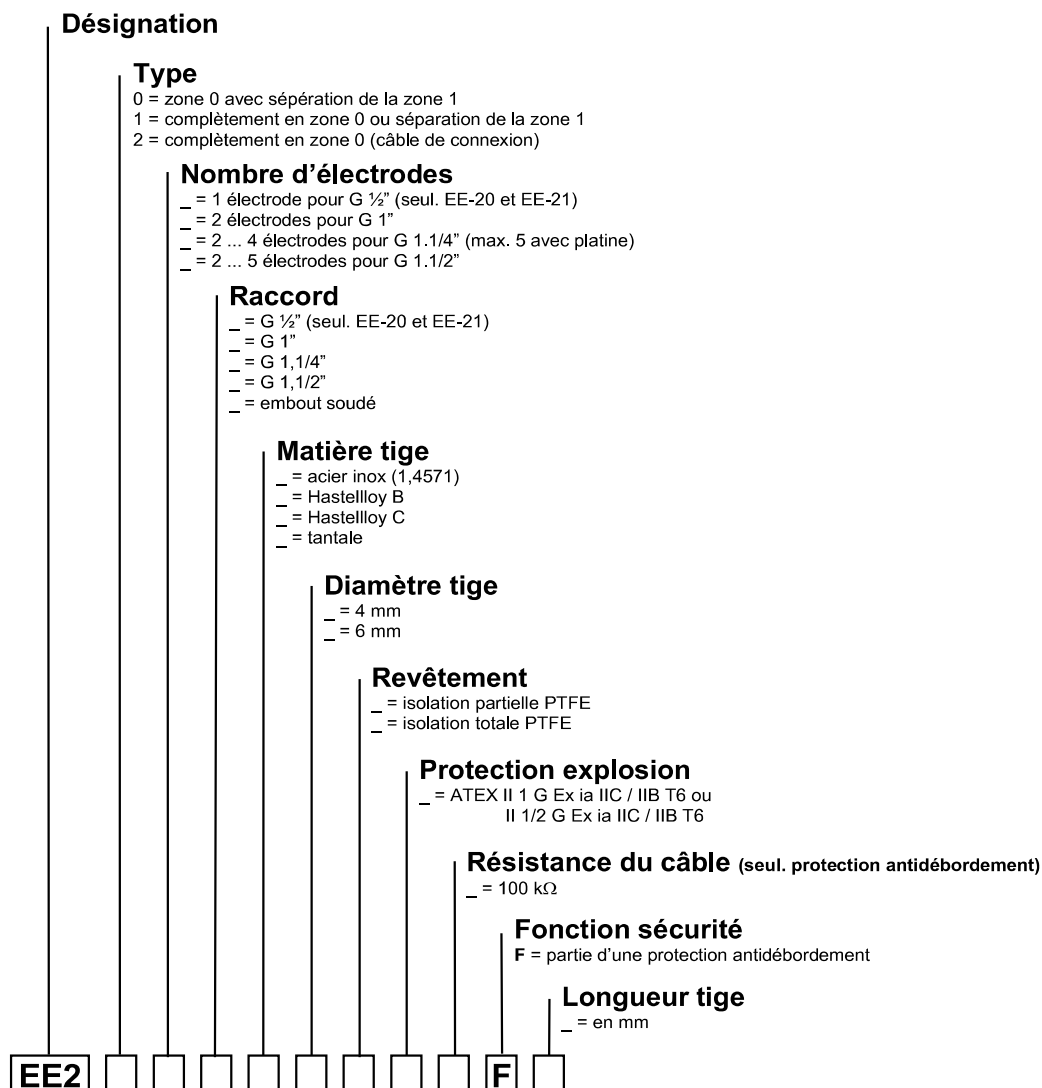 Désignation
Type
0 = zone 0 avec sépération de la zone 1
1 = complètement en zone 0 ou séparation de la zone 1
2 = complètement en zone 0 (câble de connexion)
Nombre d’électrodes
_ = 1 électrode pour G ½” (seul. EE-20 et EE-21)
_ = 2 électrodes pour G 1”
_ = 2 ... 4 électrodes pour G 1.1/4” (max. 5 avec platine)
_ = 2 ... 5 électrodes pour G 1.1/2”
Raccord
_ = G ½” (seul. EE-20 et EE-21)
_ = G 1”
_ = G 1,1/4”
_ = G 1,1/2”
_ = embout soudé
Matière tige
_ = acier inox (1,4571)
_ = Hastellloy B
_ = Hastellloy C
_ = tantale
Diamètre tige
_ = 4 mm
_ = 6 mm
Revêtement
_ = isolation partielle PTFE
_ = isolation totale PTFE
Protection explosion
_ = ATEX II 1 G Ex ia IIC / IIB T6 ou
II 1/2 G Ex ia IIC / IIB T6
Résistance du câble (seul. protection antidébordement)
_ = 100 kΩ
Fonction sécurité
F = partie d’une protection antidébordement
Longueur tige
_ = en mm
EE2 F